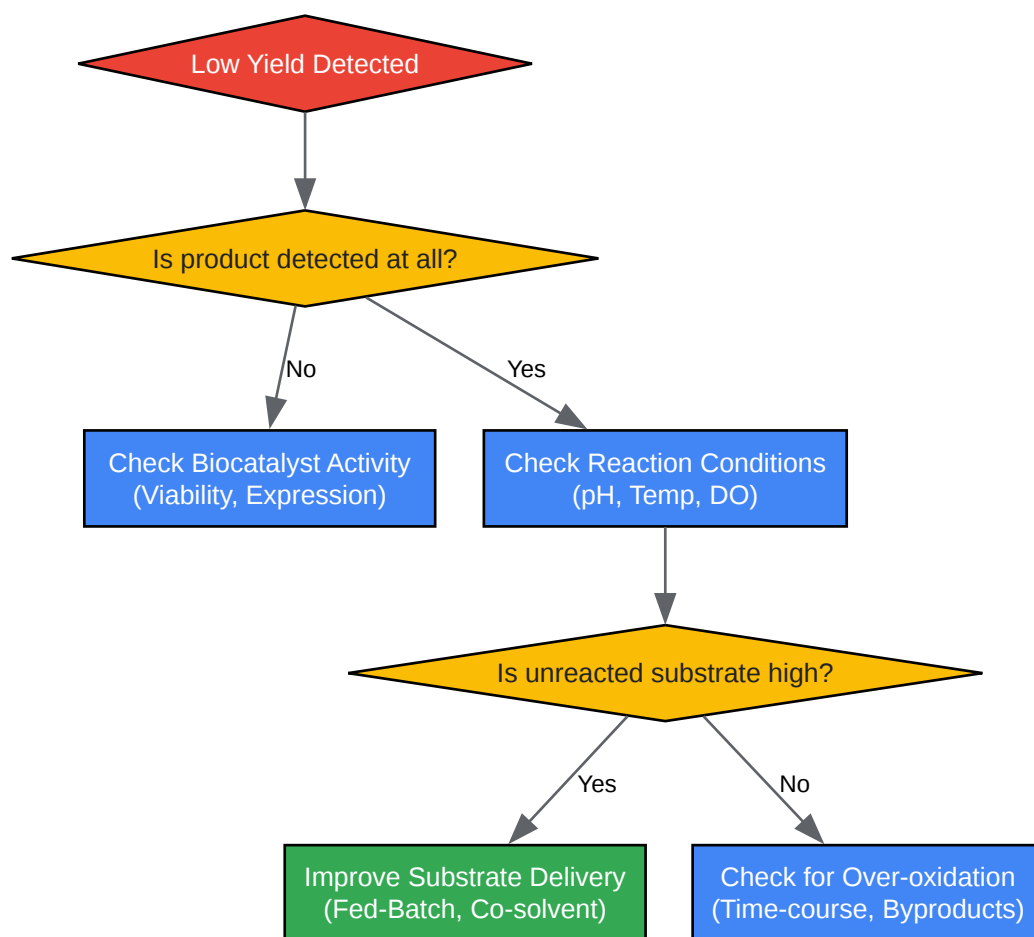 Low Yield Detected
Is product detected at all?
No
Yes
Check Biocatalyst Activity
(Viability, Expression)
Check Reaction Conditions
(pH, Temp, DO)
Is unreacted substrate high?
Yes
No
Improve Substrate Delivery
(Fed-Batch, Co-solvent)
Check for Over-oxidation
(Time-course, Byproducts)